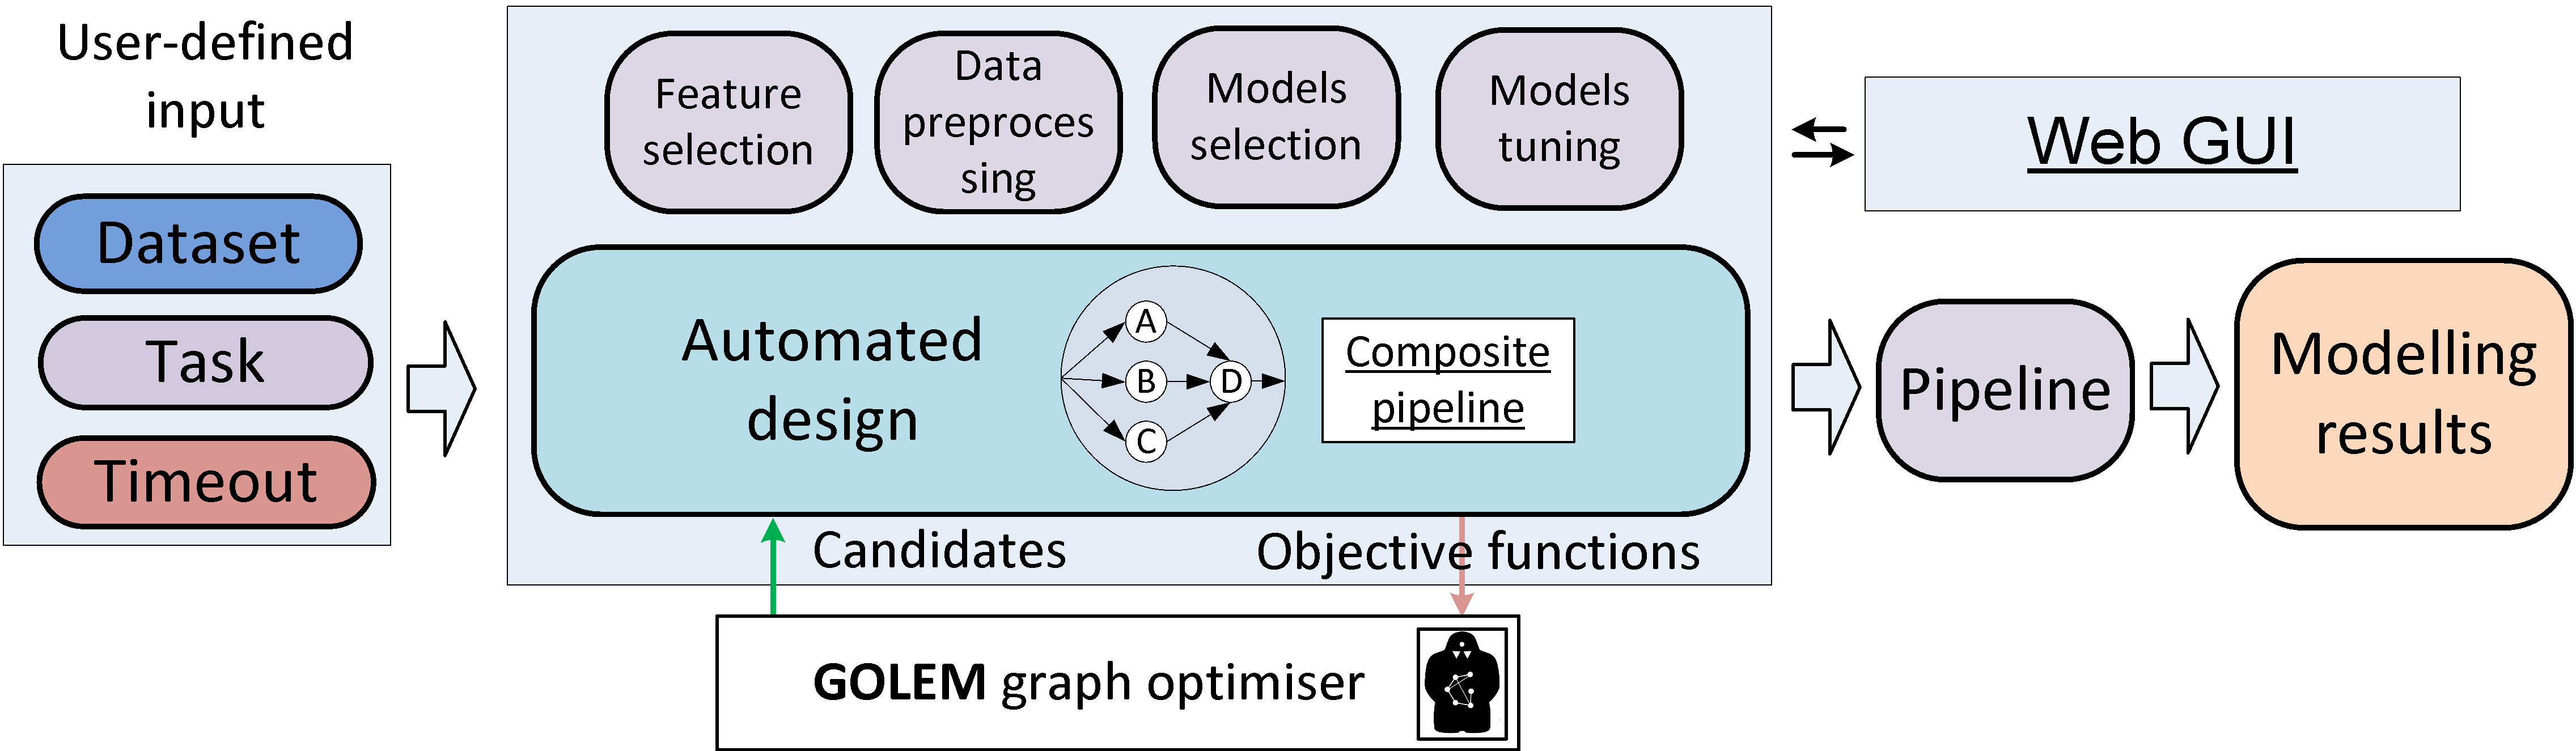 User-defined
input
Dataset
Task
Timeout
Feature
selection
Data
preproces
sing
Models
selection
Models
tuning
Web GUI
Automated
design
A
B
C
D
Composite
pipeline
Candidates
Objective functions
GOLEM graph optimiser
Pipeline
Modelling
results